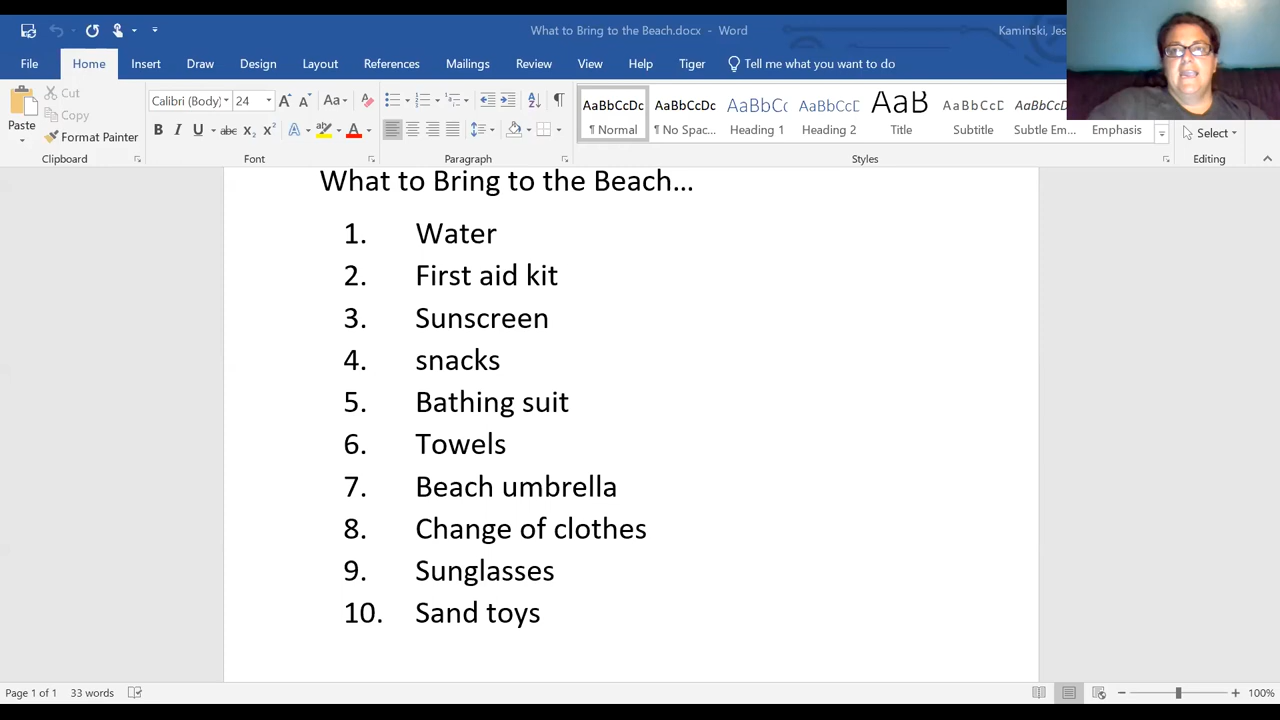 What to Bring to the Beach.docx - Word
Kaminski, Jes
File Home Insert Draw Design Layout References Mailings Review View Help Tiger Tell me what you want to do
Paste
Cut
Copy
Format Painter
Calibri (Body) 24
AaBbCcDc AaBbCcDc AaBbCc AaBbCcD AaB AaBbCcD AaBbCcD
¶ Normal ¶ No Spac... Heading 1 Heading 2 Title Subtitle Subtle Em... Emphasis
Select
Clipboard Font Paragraph Styles Editing
What to Bring to the Beach...
1. Water
2. First aid kit
3. Sunscreen
4. snacks
5. Bathing suit
6. Towels
7. Beach umbrella
8. Change of clothes
9. Sunglasses
10. Sand toys
Page 1 of 1 33 words 100%